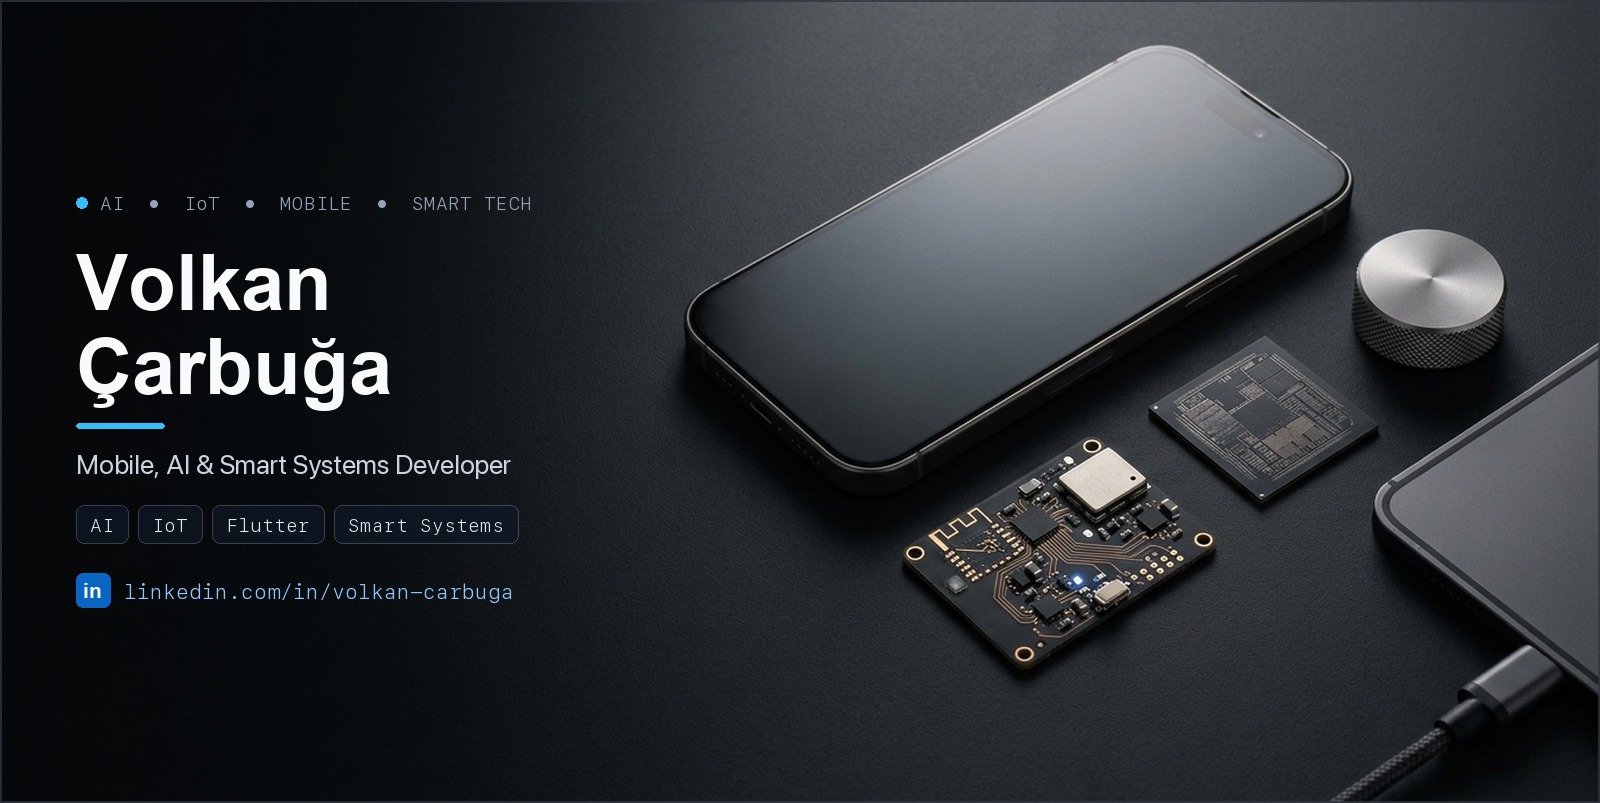 AI • IoT • MOBILE • SMART TECH
Volkan
Çarbuğa
Mobile, AI & Smart Systems Developer
AI IoT Flutter Smart Systems
in linkedin.com/in/volkan-carbuga